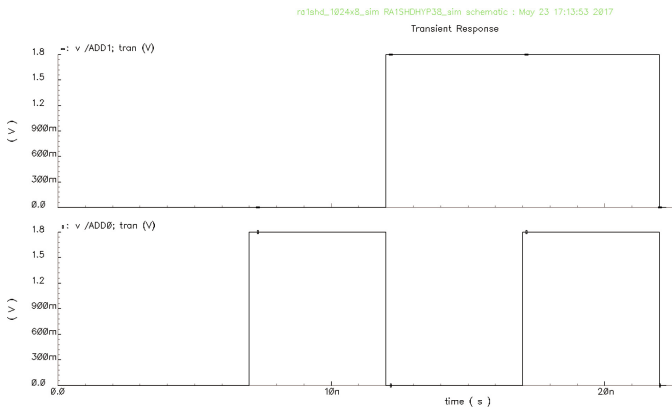 ra1shd_1024x8_sim RA1SHDHYP38_sim schematic : May 23 17:13:53 2017
Transient Response
-: v /ADD1; tran (V)
1.8
1.5
1.2
900m
600m
300m
0.0
( V )
ı: v /ADD0; tran (V)
1.8
1.5
1.2
900m
600m
300m
0.0
( V )
0.0 10n 20n
time ( s )